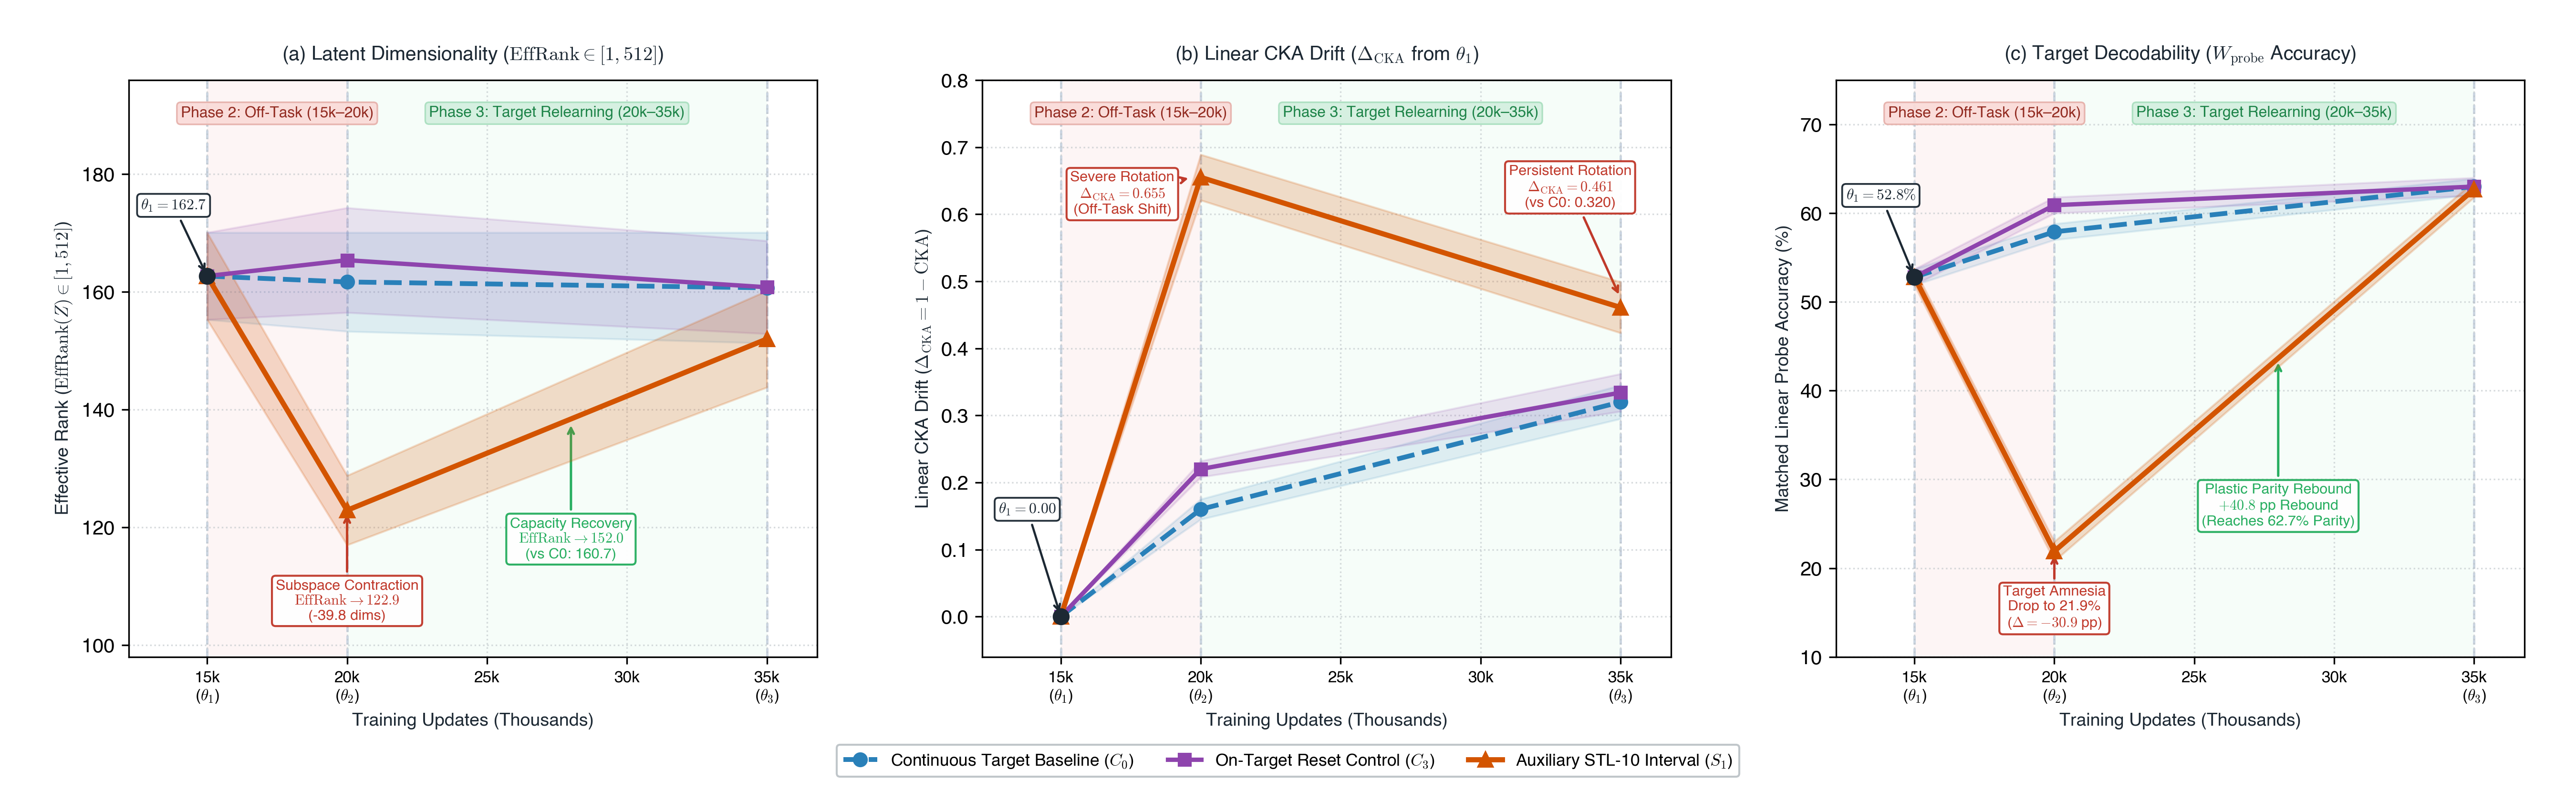 (a) Latent Dimensionality (EffRank ∈ [1, 512])
Effective Rank (EffRank(Z) ∈ [1, 512])
180
160
140
120
100
Phase 2: Off-Task (15k–20k)
Phase 3: Target Relearning (20k–35k)
θ₁ = 162.7
Subspace Contraction
EffRank → 122.9
(-39.8 dims)
Capacity Recovery
EffRank → 152.0
(vs C0: 160.7)
15k
(θ₁)
20k
(θ₂)
25k
30k
35k
(θ₃)
Training Updates (Thousands)
(b) Linear CKA Drift (Δ_CKA from θ₁)
Linear CKA Drift (Δ_CKA = 1 − CKA)
0.8
0.7
0.6
0.5
0.4
0.3
0.2
0.1
0.0
Phase 2: Off-Task (15k–20k)
Phase 3: Target Relearning (20k–35k)
Severe Rotation
Δ_CKA = 0.655
(Off-Task Shift)
Persistent Rotation
Δ_CKA = 0.461
(vs C0: 0.320)
θ₁ = 0.00
15k
(θ₁)
20k
(θ₂)
25k
30k
35k
(θ₃)
Training Updates (Thousands)
(c) Target Decodability (W_probe Accuracy)
Matched Linear Probe Accuracy (%)
70
60
50
40
30
20
10
Phase 2: Off-Task (15k–20k)
Phase 3: Target Relearning (20k–35k)
θ₁ = 52.8%
Plastic Parity Rebound
+40.8 pp Rebound
(Reaches 62.7% Parity)
Target Amnesia
Drop to 21.9%
(Δ = −30.9 pp)
15k
(θ₁)
20k
(θ₂)
25k
30k
35k
(θ₃)
Training Updates (Thousands)
Continuous Target Baseline (C₀)
On-Target Reset Control (C₃)
Auxiliary STL-10 Interval (S₁)